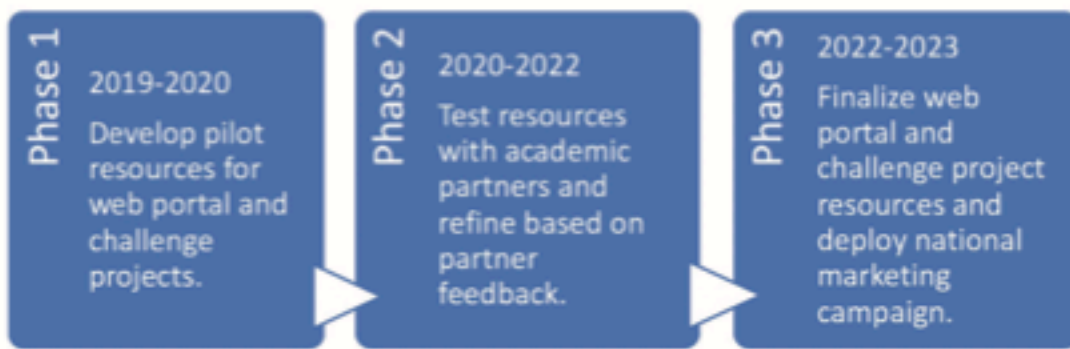 Phase 1
2019-2020
Develop pilot
resources for
web portal and
challenge
projects.
Phase 2
2020-2022
Test resources
with academic
partners and
refine based on
partner
feedback.
Phase 3
2022-2023
Finalize web
portal and
challenge project
resources and
deploy national
marketing
campaign.